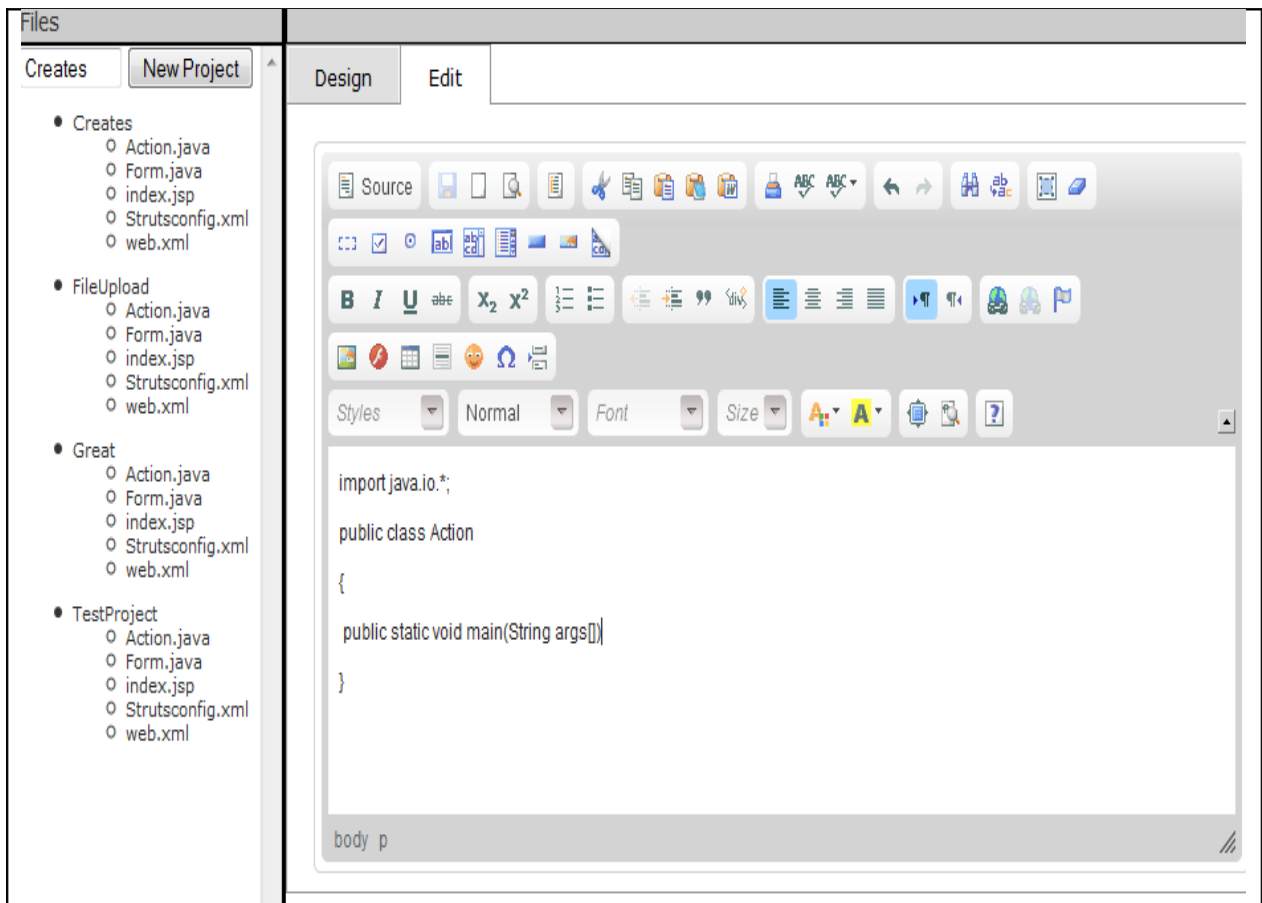 Files
Creates New Project
Creates
Action.java
Form.java
index.jsp
Strutsconfig.xml
web.xml
FileUpload
Action.java
Form.java
index.jsp
Strutsconfig.xml
web.xml
Great
Action.java
Form.java
index.jsp
Strutsconfig.xml
web.xml
TestProject
Action.java
Form.java
index.jsp
Strutsconfig.xml
web.xml
Design Edit
Source
B I U abc X₂ X²
Styles Normal Font Size
import java.io.*;
public class Action
{
public static void main(String args[])
}
body p